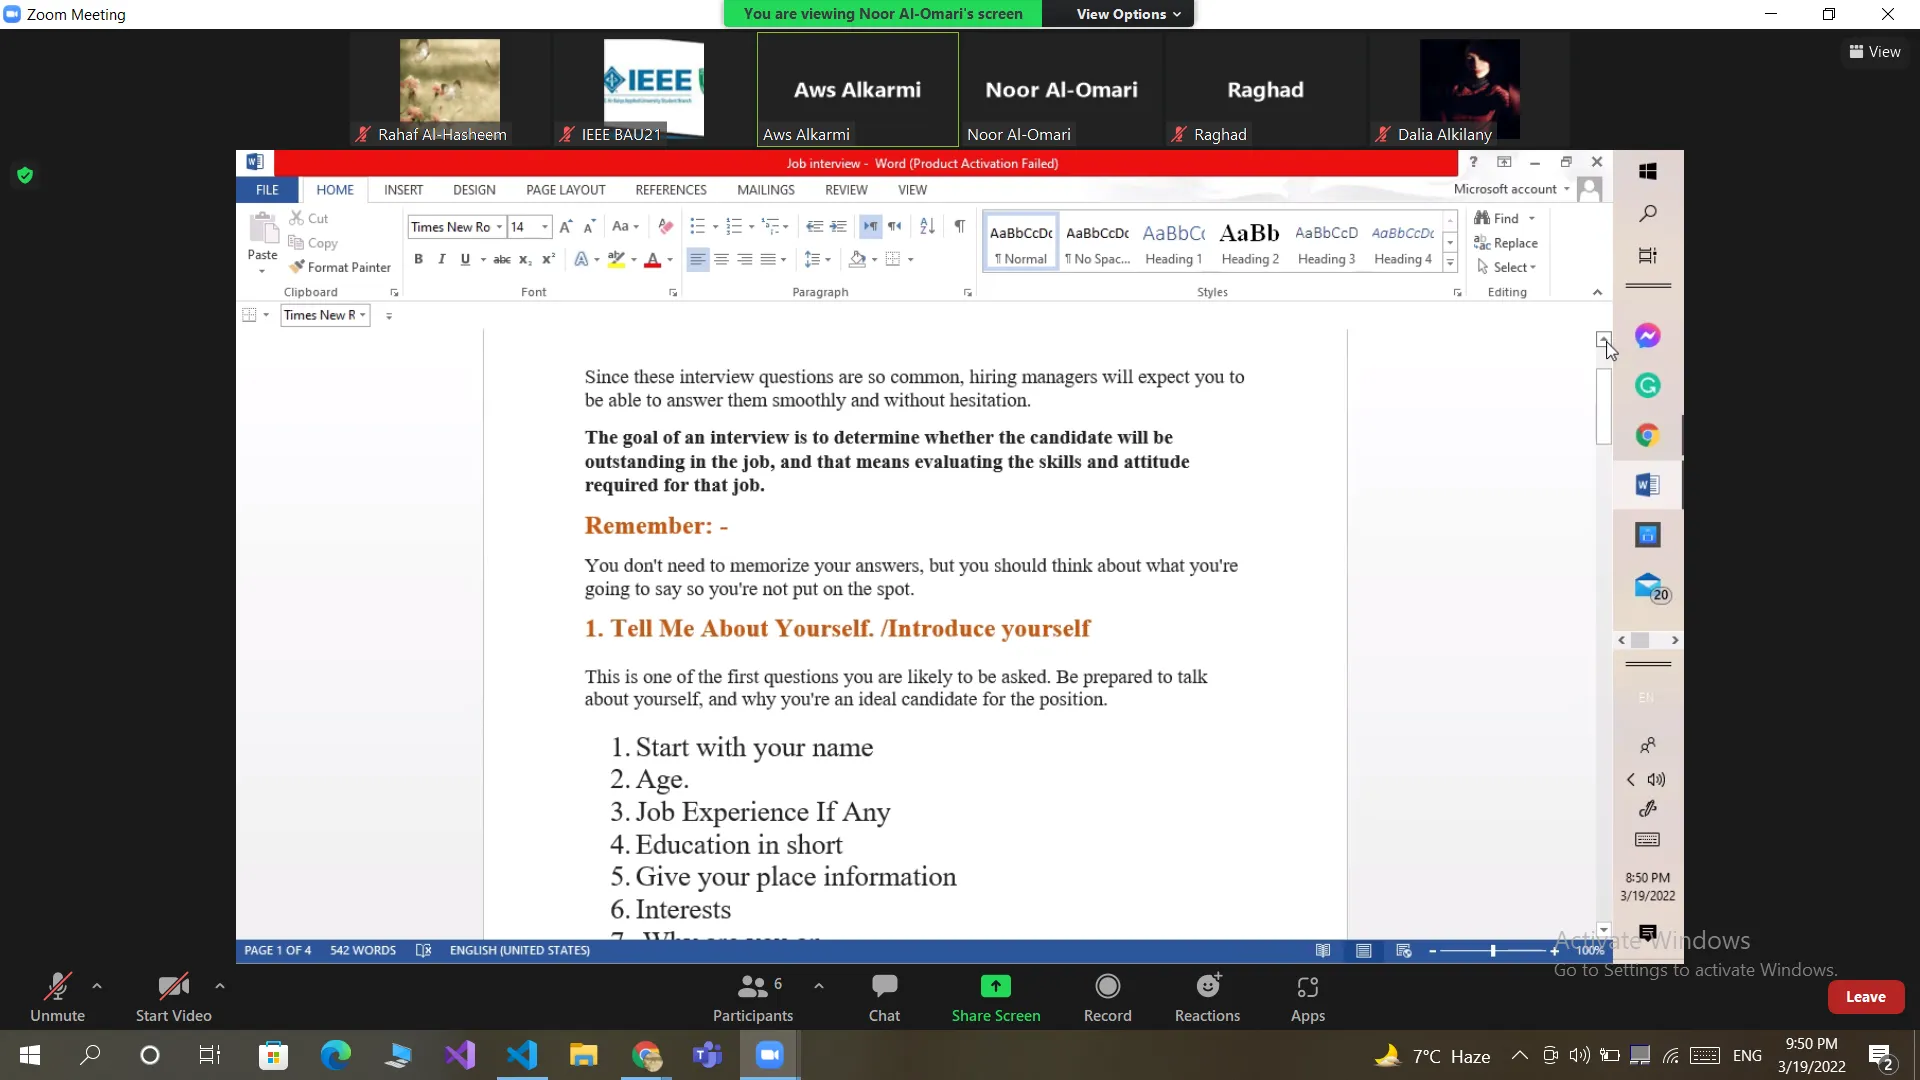 Zoom Meeting
You are viewing Noor Al-Omari's screen
View Options
View
IEEE
Aws Alkarmi
Noor Al-Omari
Raghad
Rahaf Al-Hasheem
IEEE BAU21
Aws Alkarmi
Noor Al-Omari
Raghad
Dalia Alkilany
Job interview - Word (Product Activation Failed)
FILE HOME INSERT DESIGN PAGE LAYOUT REFERENCES MAILINGS REVIEW VIEW
Microsoft account
Paste
Cut
Copy
Format Painter
Clipboard
Times New Ro 14
Font
Paragraph
AaBbCcDc AaBbCcDc AaBbCc AaBb AaBbCcD AaBbCcDc
¶ Normal ¶ No Spac... Heading 1 Heading 2 Heading 3 Heading 4
Styles
Find
Replace
Select
Editing
Times New R
Since these interview questions are so common, hiring managers will expect you to
be able to answer them smoothly and without hesitation.
The goal of an interview is to determine whether the candidate will be
outstanding in the job, and that means evaluating the skills and attitude
required for that job.
Remember: -
You don't need to memorize your answers, but you should think about what you're
going to say so you're not put on the spot.
1. Tell Me About Yourself. /Introduce yourself
This is one of the first questions you are likely to be asked. Be prepared to talk
about yourself, and why you're an ideal candidate for the position.
1. Start with your name
2. Age.
3. Job Experience If Any
4. Education in short
5. Give your place information
6. Interests
20
EN
8:50 PM
3/19/2022
PAGE 1 OF 4 542 WORDS ENGLISH (UNITED STATES)
100%
Activate Windows
Go to Settings to activate Windows.
Unmute
Start Video
Participants 6
Chat
Share Screen
Record
Reactions
Apps
Leave
7°C Haze
ENG
9:50 PM
3/19/2022
2